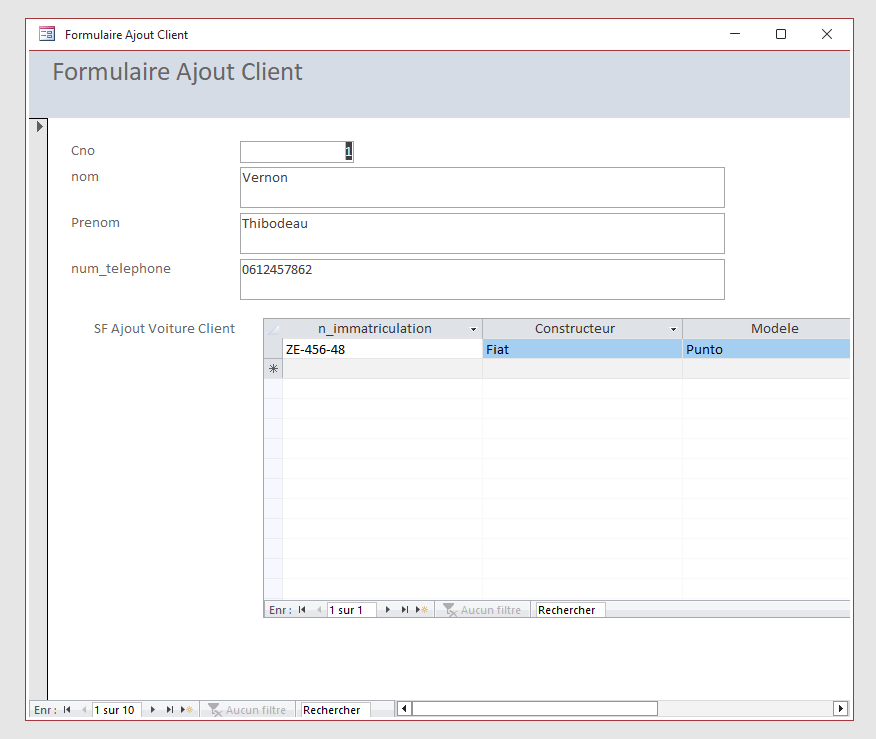 Formulaire Ajout Client
Formulaire Ajout Client
Cno 1
nom Vernon
Prenom Thibodeau
num_telephone 0612457862
SF Ajout Voiture Client n_immatriculation Constructeur Modele
ZE-456-48 Fiat Punto
Enr : 1 sur 1 Aucun filtre Rechercher
Enr : 1 sur 10 Aucun filtre Rechercher